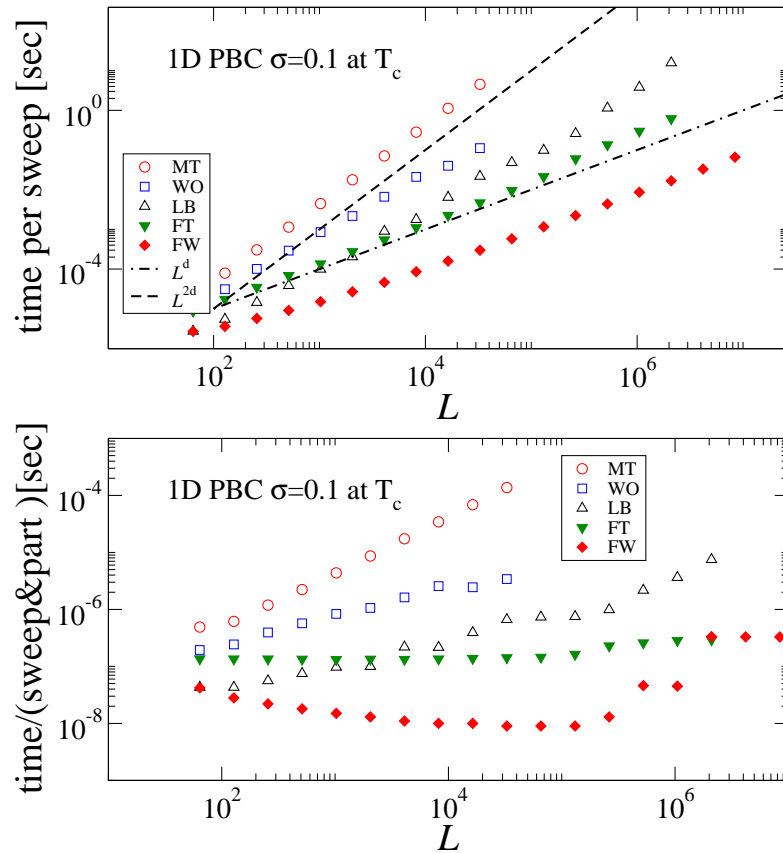 1D PBC σ=0.1 at T_c
time per sweep [sec]
10^0
10^-4
MT
WO
LB
FT
FW
L^d
L^2d
10^2 10^4 10^6
L
1D PBC σ=0.1 at T_c
time/(sweep&part )[sec]
10^-4
10^-6
10^-8
MT
WO
LB
FT
FW
10^2 10^4 10^6
L